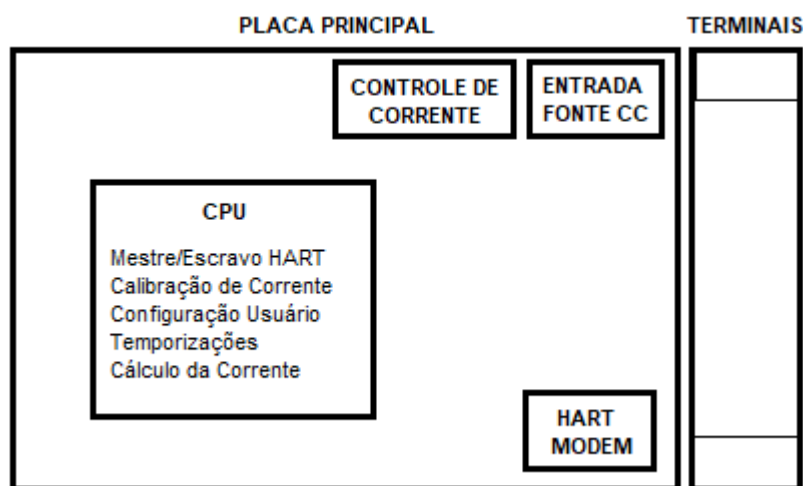 PLACA PRINCIPAL
TERMINAIS
CONTROLE DE
CORRENTE
ENTRADA
FONTE CC
CPU
Mestre/Escravo HART
Calibração de Corrente
Configuração Usuário
Temporizações
Cálculo da Corrente
HART
MODEM